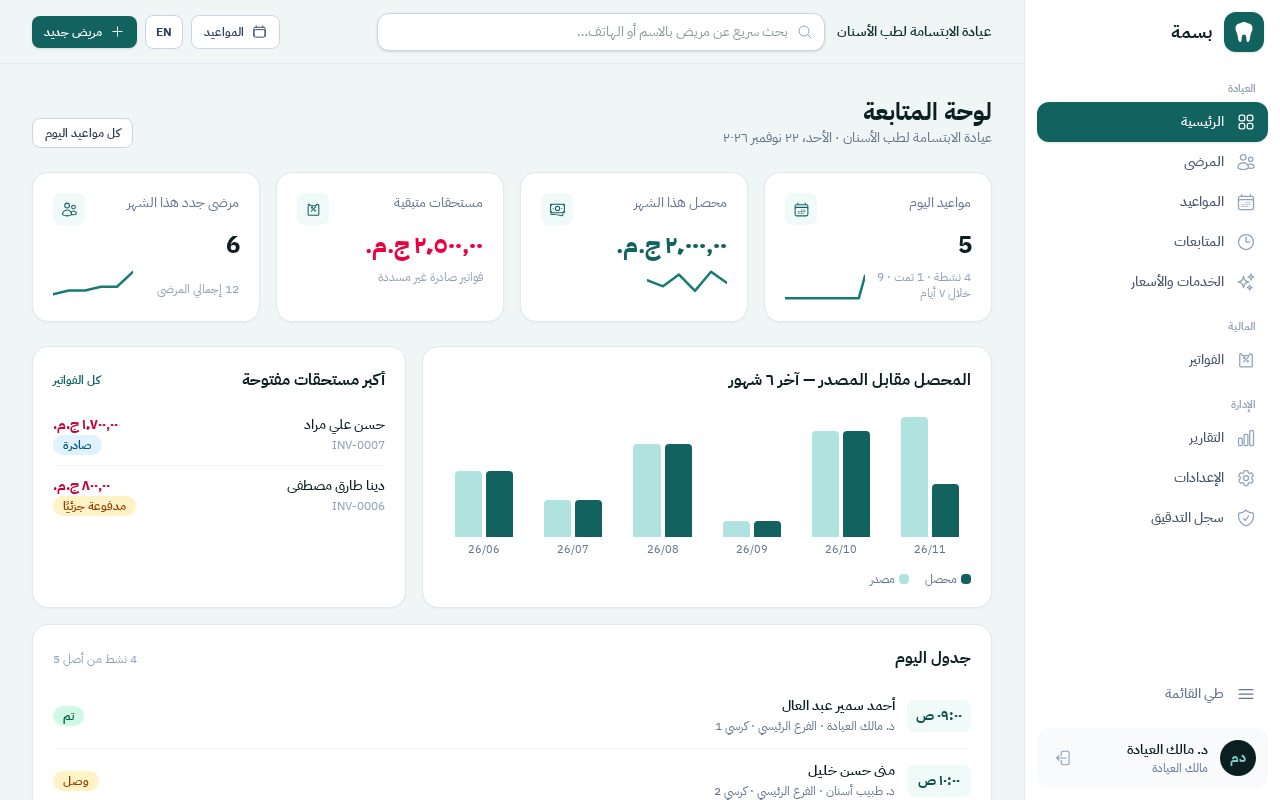 بسمة
العيادة
الرئيسية
المرضى
المواعيد
المتابعات
الخدمات والأسعار
المالية
الفواتير
الإدارة
التقارير
الإعدادات
سجل التدقيق
طي القائمة
دم
د. مالك العيادة
مالك العيادة
عيادة الابتسامة لطب الأسنان
بحث سريع عن مريض بالاسم أو الهاتف...
المواعيد
EN
مريض جديد
لوحة المتابعة
عيادة الابتسامة لطب الأسنان · الأحد، ٢٢ نوفمبر ٢٠٢٦
كل مواعيد اليوم
مواعيد اليوم
5
4 نشطة · 1 تمت · 9
خلال ٧ أيام
محصل هذا الشهر
٢٬٠٠٠٫٠٠ ج.م.
مستحقات متبقية
٢٬٥٠٠٫٠٠ ج.م.
فواتير صادرة غير مسددة
مرضى جدد هذا الشهر
6
12 إجمالي المرضى
المحصل مقابل المصدر — آخر ٦ شهور
26/06 26/07 26/08 26/09 26/10 26/11
محصل
مصدر
أكبر مستحقات مفتوحة
كل الفواتير
حسن علي مراد
١٬٧٠٠٫٠٠ ج.م.
INV-0007
صادرة
دينا طارق مصطفى
٨٠٠٫٠٠ ج.م.
INV-0006
مدفوعة جزئيًا
جدول اليوم
4 نشط من أصل 5
٠٩:٠٠ ص
أحمد سمير عبد العال
د. مالك العيادة · الفرع الرئيسي · كرسي 1
تم
١٠:٠٠ ص
منى حسن خليل
د. طبيب أسنان · الفرع الرئيسي · كرسي 2
وصل